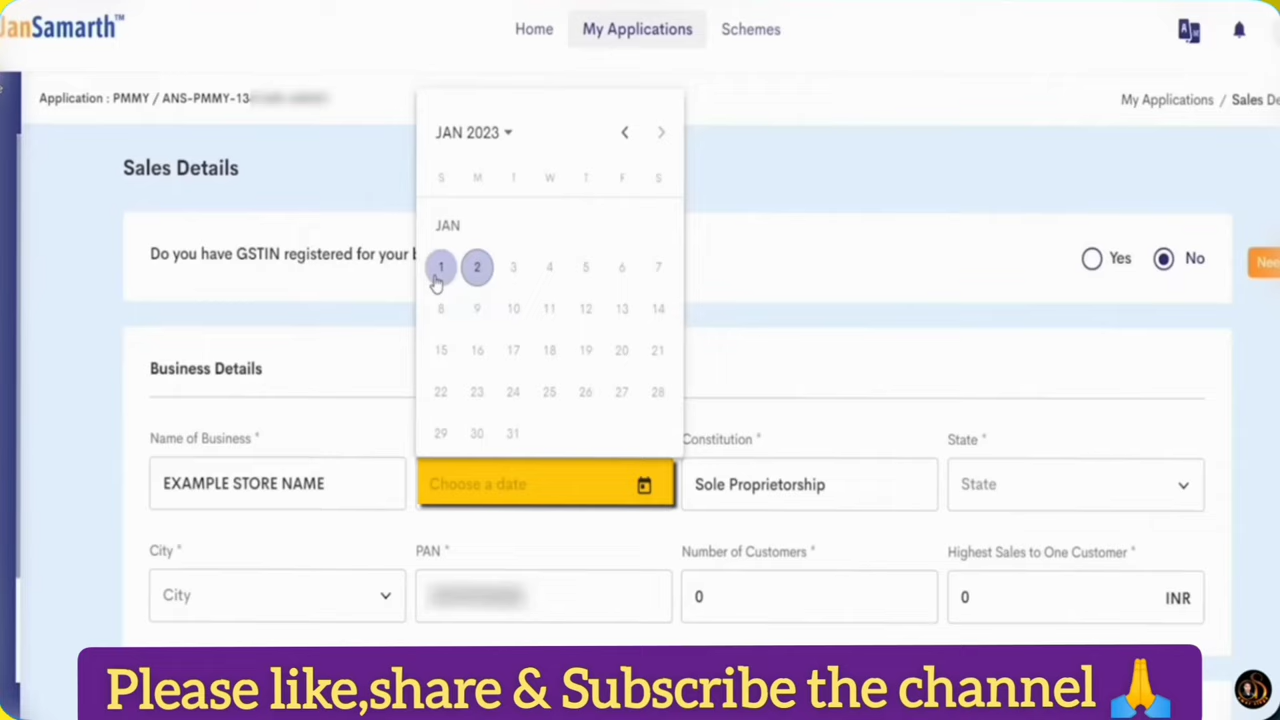 JanSamarth™
Home My Applications Schemes
Application : PMMY / ANS-PMMY-13
My Applications / Sales De
Sales Details
JAN 2023
S M T W T F S
JAN
1 2 3 4 5 6 7
8 9 10 11 12 13 14
15 16 17 18 19 20 21
22 23 24 25 26 27 28
29 30 31
Do you have GSTIN registered for your b
Yes No
Nee
Business Details
Name of Business * Constitution * State *
EXAMPLE STORE NAME Choose a date Sole Proprietorship State
City * PAN * Number of Customers * Highest Sales to One Customer *
City 0 0 INR
Please like,share & Subscribe the channel 🙏